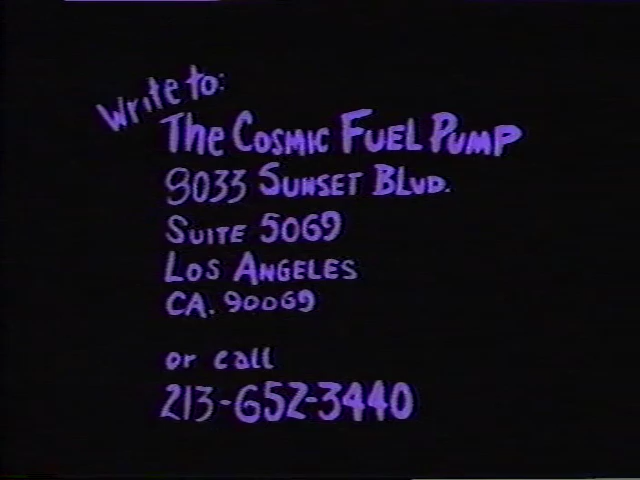 Write to:
The Cosmic Fuel Pump
8033 Sunset Blvd.
Suite 5069
Los Angeles
CA. 90069
or call
213-652-3440